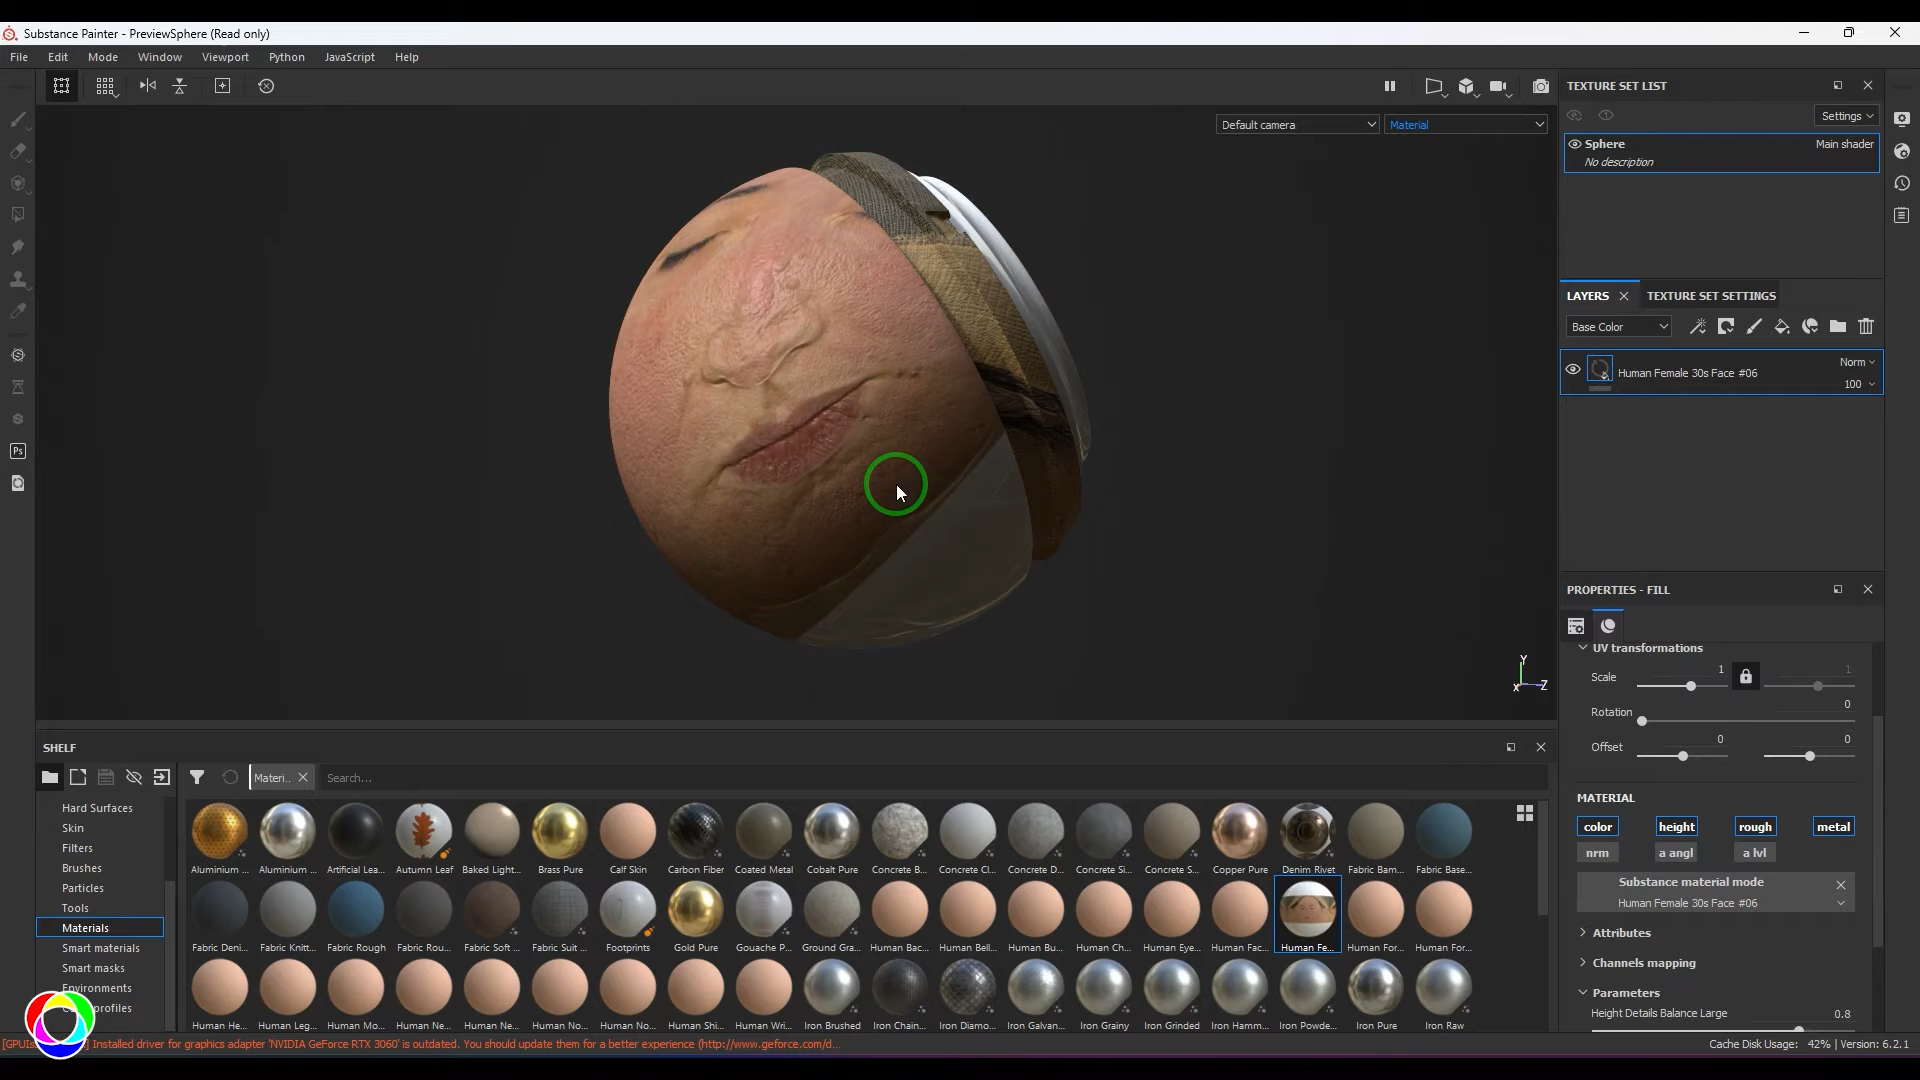 Substance Painter - PreviewSphere (Read only)
File Edit Mode Window Viewport Python JavaScript Help
Default camera
Material
TEXTURE SET LIST
Settings
Sphere Main shader
No description
LAYERS TEXTURE SET SETTINGS
Base Color
Norm
Human Female 30s Face #06
100
PROPERTIES - FILL
UV transformations
Scale 1 1
Rotation 0
Offset 0 0
MATERIAL
color height rough metal
nrm a angl a lvl
Substance material mode
Human Female 30s Face #06
Attributes
Channels mapping
Parameters
Height Details Balance Large 0.8
Y
X Z
SHELF
Materi.. Search...
Hard Surfaces
Skin
Filters
Brushes
Particles
Tools
Materials
Smart materials
Smart masks
Environments
profiles
Aluminium ... Aluminium ... Artificial Lea... Autumn Leaf Baked Light... Brass Pure Calf Skin Carbon Fiber Coated Metal Cobalt Pure Concrete B... Concrete Cl... Concrete D... Concrete Si... Concrete S... Copper Pure Denim Rivet Fabric Bam... Fabric Base...
Fabric Deni... Fabric Knitt... Fabric Rough Fabric Rou... Fabric Soft ... Fabric Suit ... Footprints Gold Pure Gouache P... Ground Gra... Human Bac... Human Bell... Human Bu... Human Ch... Human Eye... Human Fac... Human Fe... Human For... Human For...
Human He... Human Leg... Human Mo... Human Ne... Human Ne... Human No... Human No... Human Shi... Human Wri... Iron Brushed Iron Chain... Iron Diamo... Iron Galvan... Iron Grainy Iron Grinded Iron Hamm... Iron Powde... Iron Pure Iron Raw
] Installed driver for graphics adapter 'NVIDIA GeForce RTX 3060' is outdated. You should update them for a better experience (http://www.geforce.com/d...
Cache Disk Usage: 42% | Version: 6.2.1
Ps